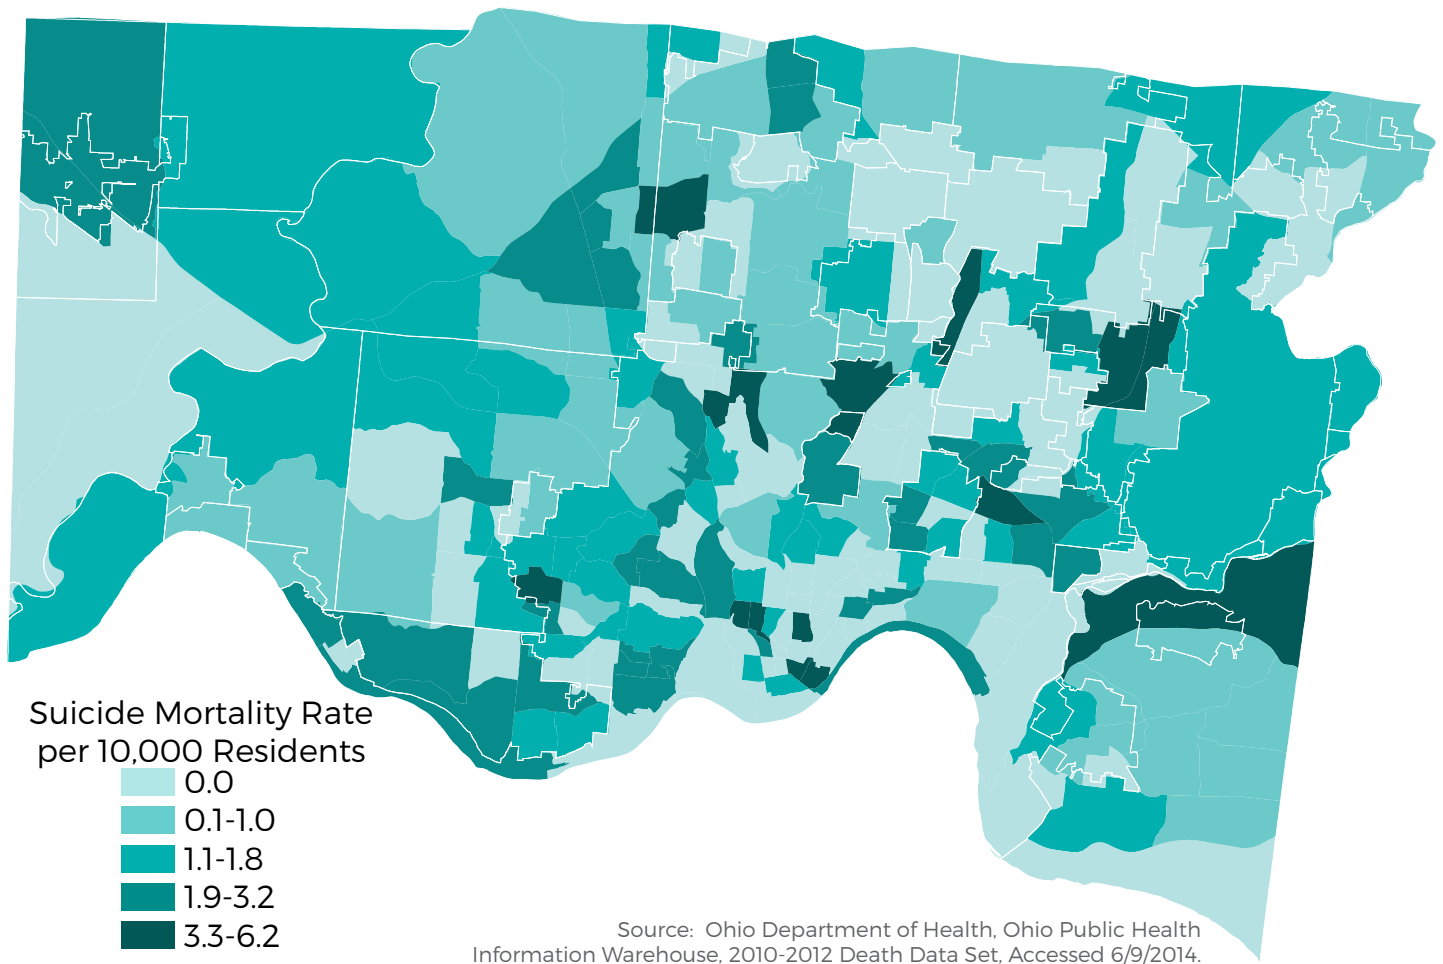 Suicide Mortality Rate
per 10,000 Residents
0.0
0.1-1.0
1.1-1.8
1.9-3.2
3.3-6.2
Source: Ohio Department of Health, Ohio Public Health
Information Warehouse, 2010-2012 Death Data Set, Accessed 6/9/2014.